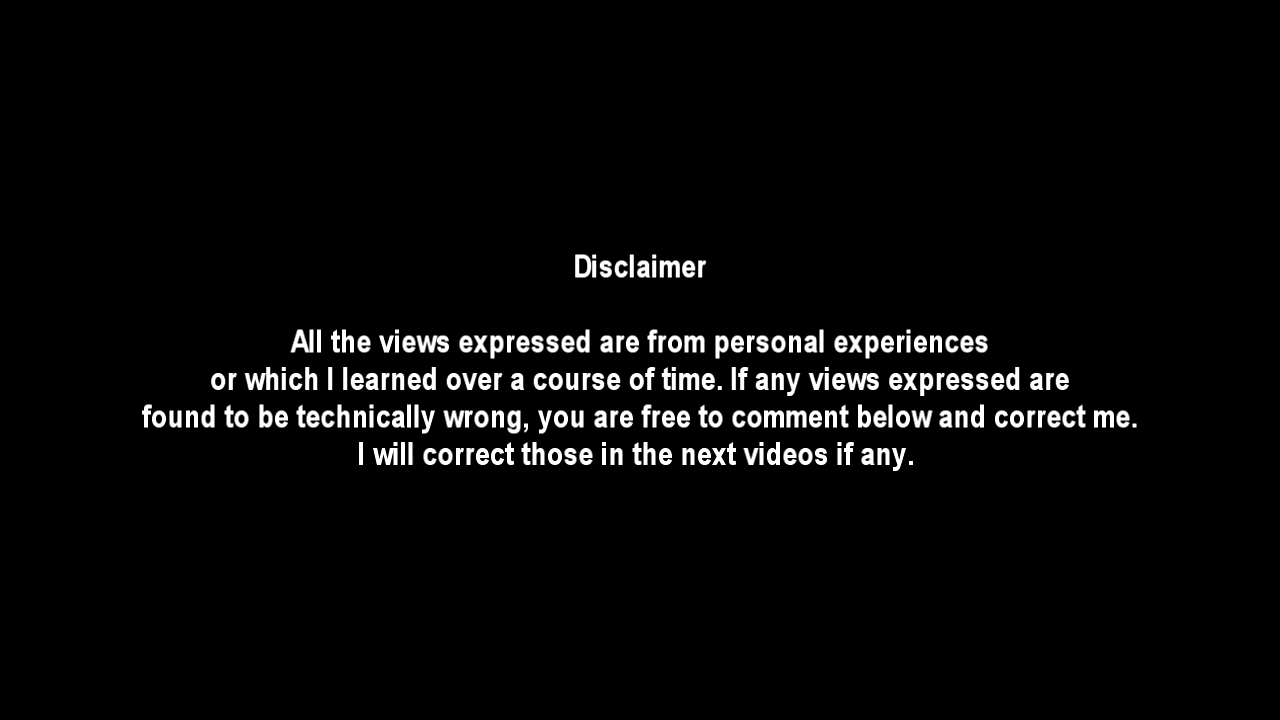 Disclaimer
All the views expressed are from personal experiences
or which I learned over a course of time. If any views expressed are
found to be technically wrong, you are free to comment below and correct me.
I will correct those in the next videos if any.